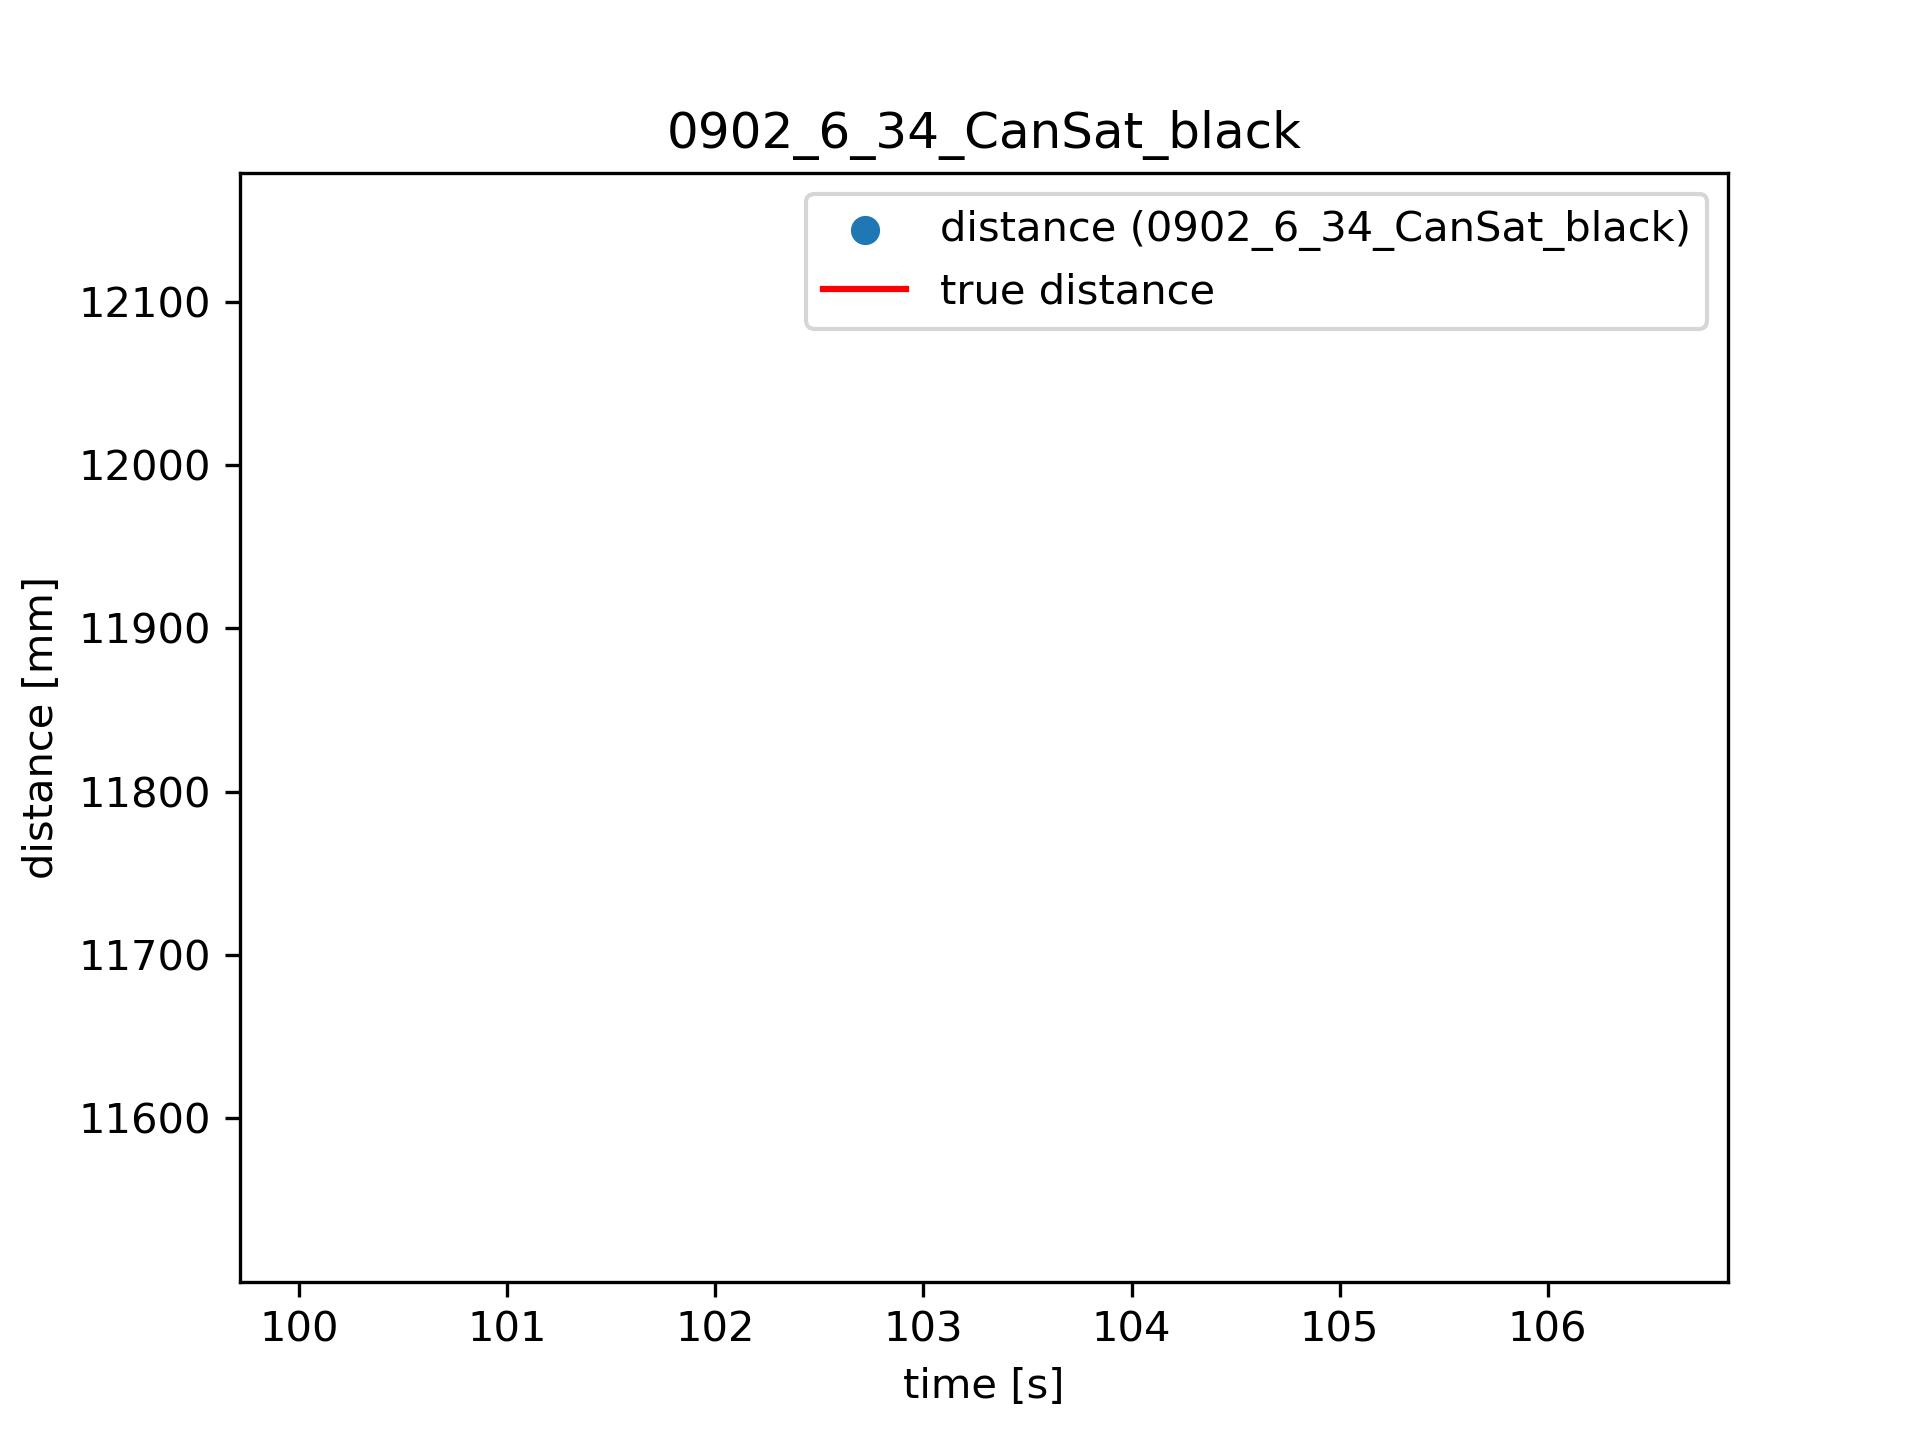 0902_6_34_CanSat_black
distance (0902_6_34_CanSat_black)
true distance
12100
12000
11900
11800
11700
11600
distance [mm]
100 101 102 103 104 105 106
time [s]